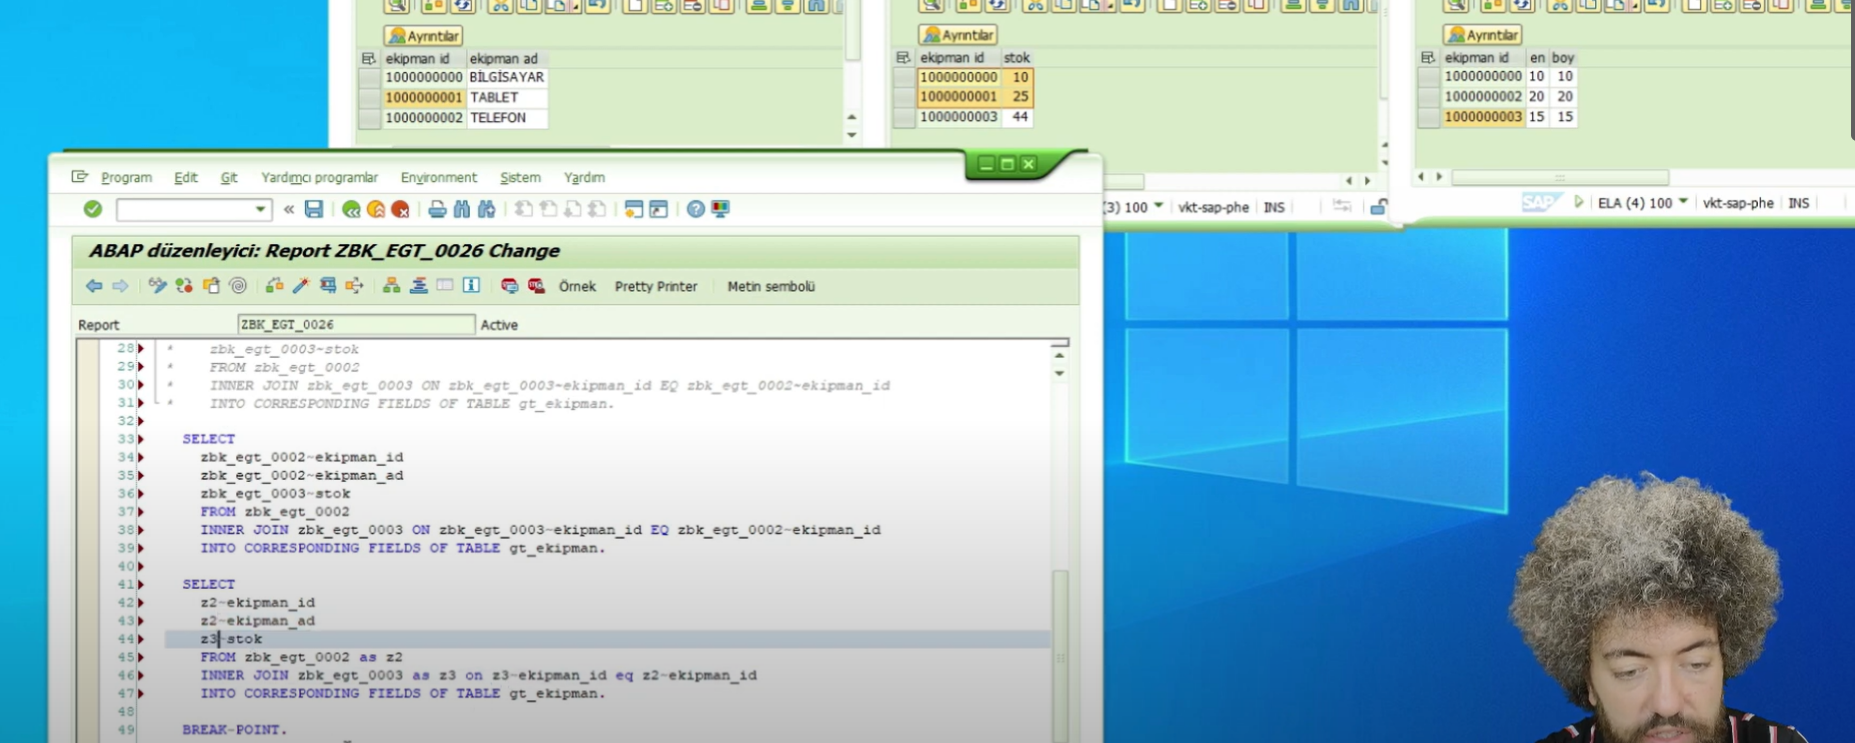 Ayrıntılar
ekipman id ekipman ad
1000000000 BİLGİSAYAR
1000000001 TABLET
1000000002 TELEFON
Ayrıntılar
ekipman id stok
1000000000 10
1000000001 25
1000000003 44
Ayrıntılar
ekipman id en boy
1000000000 10 10
1000000002 20 20
1000000003 15 15
(3) 100 vkt-sap-phe INS
SAP ELA (4) 100 vkt-sap-phe INS
Program Edit Git Yardımcı programlar Environment Sistem Yardım
ABAP düzenleyici: Report ZBK_EGT_0026 Change
Örnek Pretty Printer Metin sembolü
Report ZBK_EGT_0026 Active
28 * zbk_egt_0003~stok
29 * FROM zbk_egt_0002
30 * INNER JOIN zbk_egt_0003 ON zbk_egt_0003~ekipman_id EQ zbk_egt_0002~ekipman_id
31 * INTO CORRESPONDING FIELDS OF TABLE gt_ekipman.
32
33 SELECT
34 zbk_egt_0002~ekipman_id
35 zbk_egt_0002~ekipman_ad
36 zbk_egt_0003~stok
37 FROM zbk_egt_0002
38 INNER JOIN zbk_egt_0003 ON zbk_egt_0003~ekipman_id EQ zbk_egt_0002~ekipman_id
39 INTO CORRESPONDING FIELDS OF TABLE gt_ekipman.
40
41 SELECT
42 z2~ekipman_id
43 z2~ekipman_ad
44 z3~stok
45 FROM zbk_egt_0002 as z2
46 INNER JOIN zbk_egt_0003 as z3 on z3~ekipman_id eq z2~ekipman_id
47 INTO CORRESPONDING FIELDS OF TABLE gt_ekipman.
48
49 BREAK-POINT.